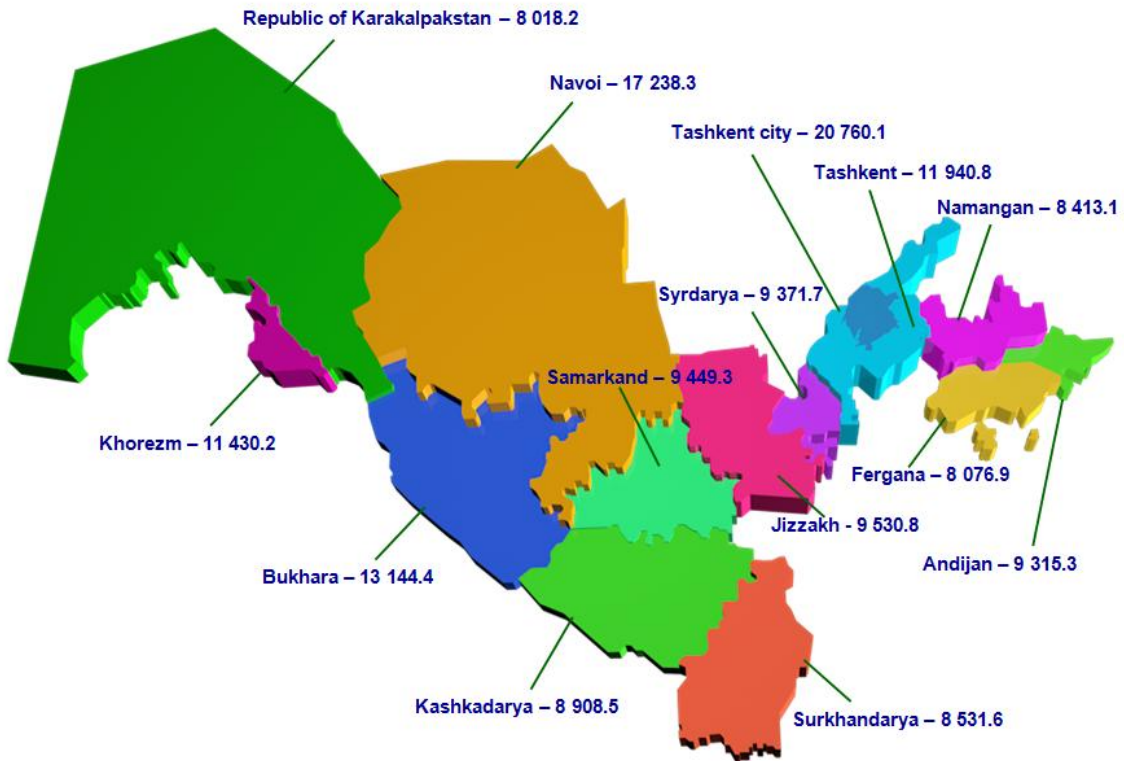 Republic of Karakalpakstan – 8 018.2
Navoi – 17 238.3
Tashkent city – 20 760.1
Tashkent – 11 940.8
Namangan – 8 413.1
Syrdarya – 9 371.7
Samarkand – 9 449.3
Khorezm – 11 430.2
Fergana – 8 076.9
Jizzakh - 9 530.8
Andijan – 9 315.3
Bukhara – 13 144.4
Kashkadarya – 8 908.5
Surkhandarya – 8 531.6